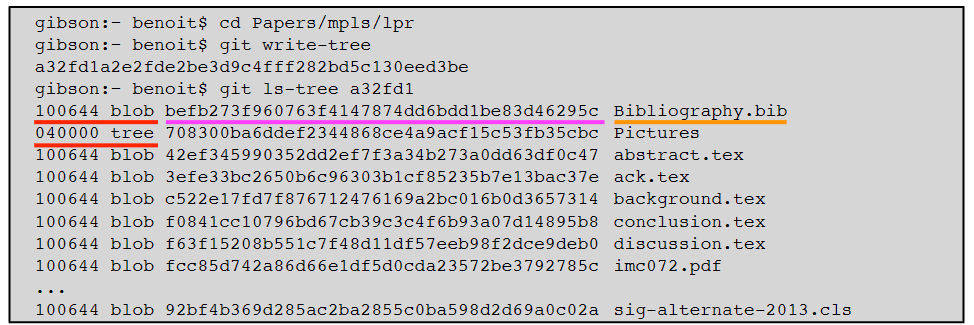 gibson:~ benoit$ cd Papers/mpls/lpr
gibson:~ benoit$ git write-tree
a32fd1a2e2fde2be3d9c4fff282bd5c130eed3be
gibson:~ benoit$ git ls-tree a32fd1
100644 blob befb273f960763f4147874dd6bdd1be83d46295c Bibliography.bib
040000 tree 708300ba6ddef2344868ce4a9acf15c53fb35cbc Pictures
100644 blob 42ef345990352dd2ef7f3a34b273a0dd63df0c47 abstract.tex
100644 blob 3efe33bc2650b6c96303b1cf85235b7e13bac37e ack.tex
100644 blob c522e17fd7f876712476169a2bc016b0d3657314 background.tex
100644 blob f0841cc10796bd67cb39c3c4f6b93a07d14895b8 conclusion.tex
100644 blob f63f15208b551c7f48d11df57eeb98f2dce9deb0 discussion.tex
100644 blob fcc85d742a86d66e1df5d0cda23572be3792785c imc072.pdf
...
100644 blob 92bf4b369d285ac2ba2855c0ba598d2d69a0c02a sig-alternate-2013.cls